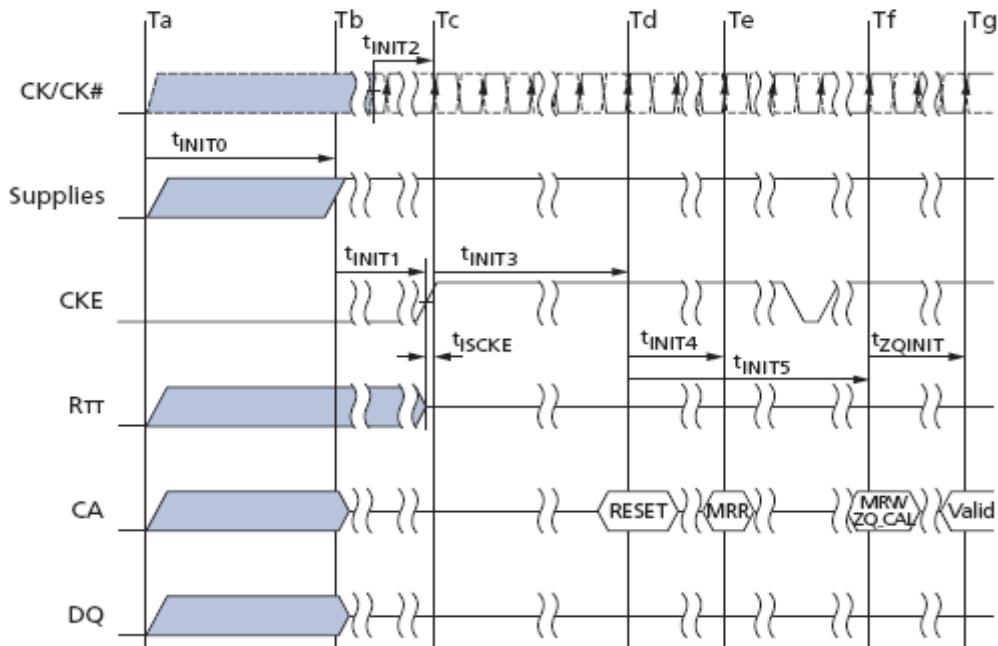 Ta Tb Tc Td Te Tf Tg
tINIT2
CK/CK#
tINIT0
Supplies
tINIT1 tINIT3
CKE
tISCKE tINIT4 tZQINIT
tINIT5
RTT
CA RESET MRR MRW ZQ_CAL Valid
DQ